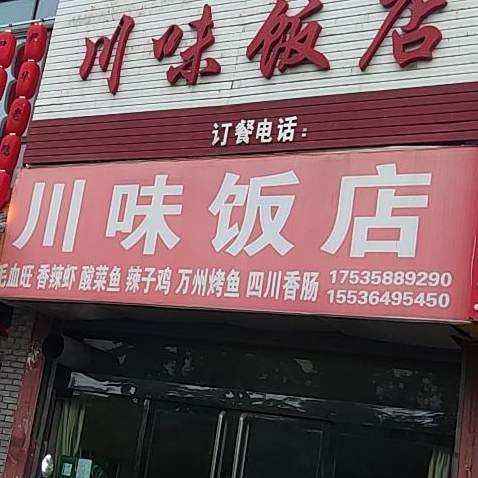 川味饭店
订餐电话：
川味饭店
毛血旺 香辣虾 酸菜鱼 辣子鸡 万州烤鱼 四川香肠
17535889290
15536495450